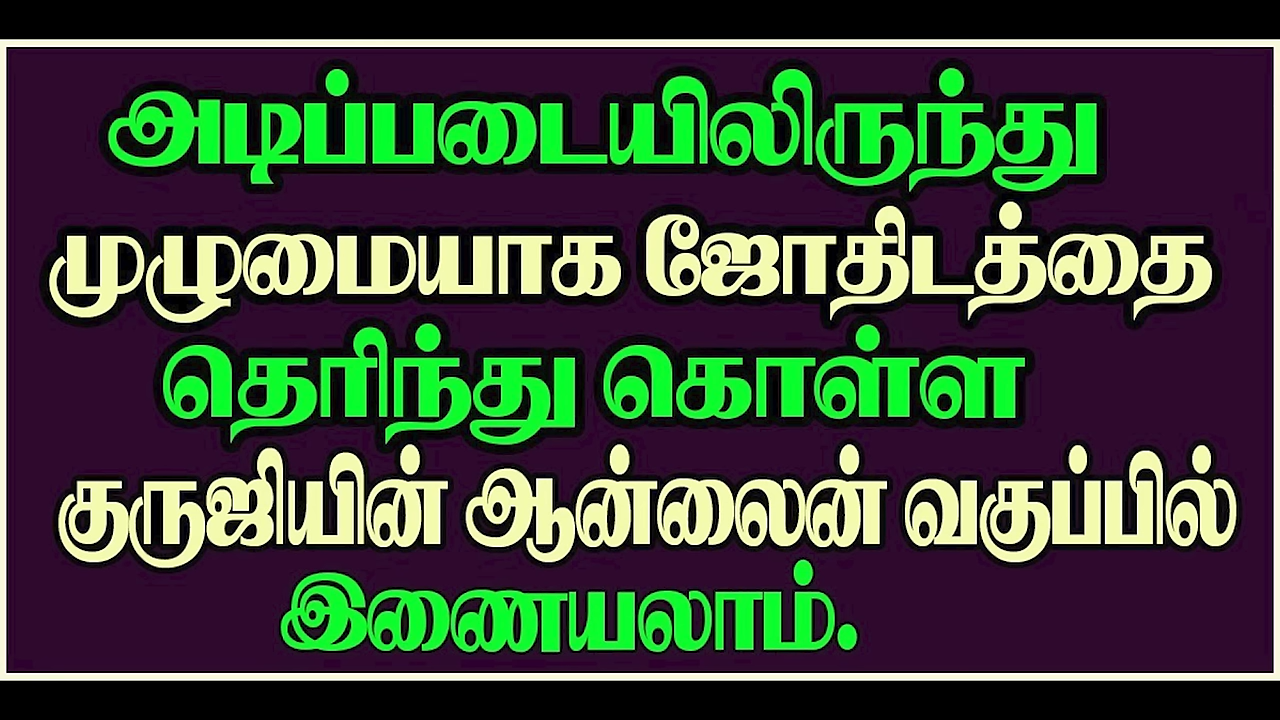 அடிப்படையிலிருந்து
முழுமையாக ஜோதிடத்தை
தெரிந்து கொள்ள
குருஜியின் ஆன்லைன் வகுப்பில்
இணையலாம்.